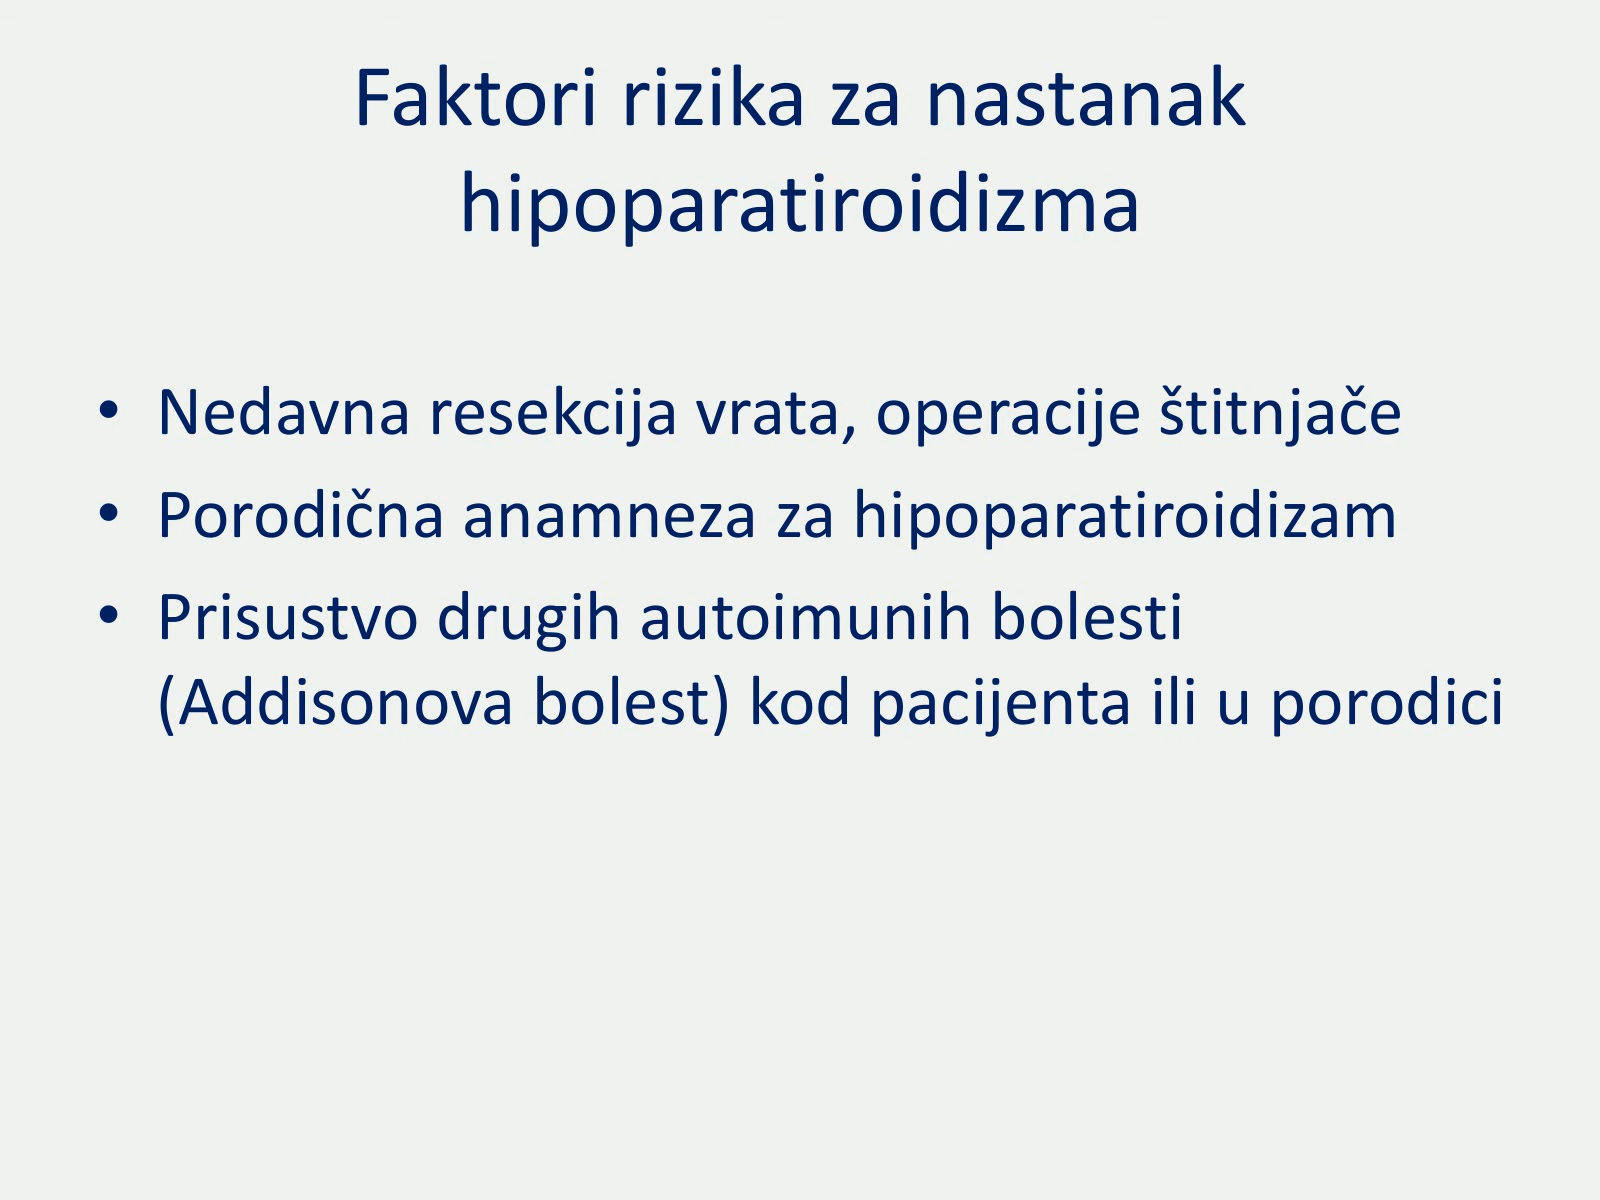 Faktori rizika za nastanak
hipoparatiroidizma
• Nedavna resekcija vrata, operacije štitnjače
• Porodična anamneza za hipoparatiroidizam
• Prisustvo drugih autoimunih bolesti
(Addisonova bolest) kod pacijenta ili u porodici